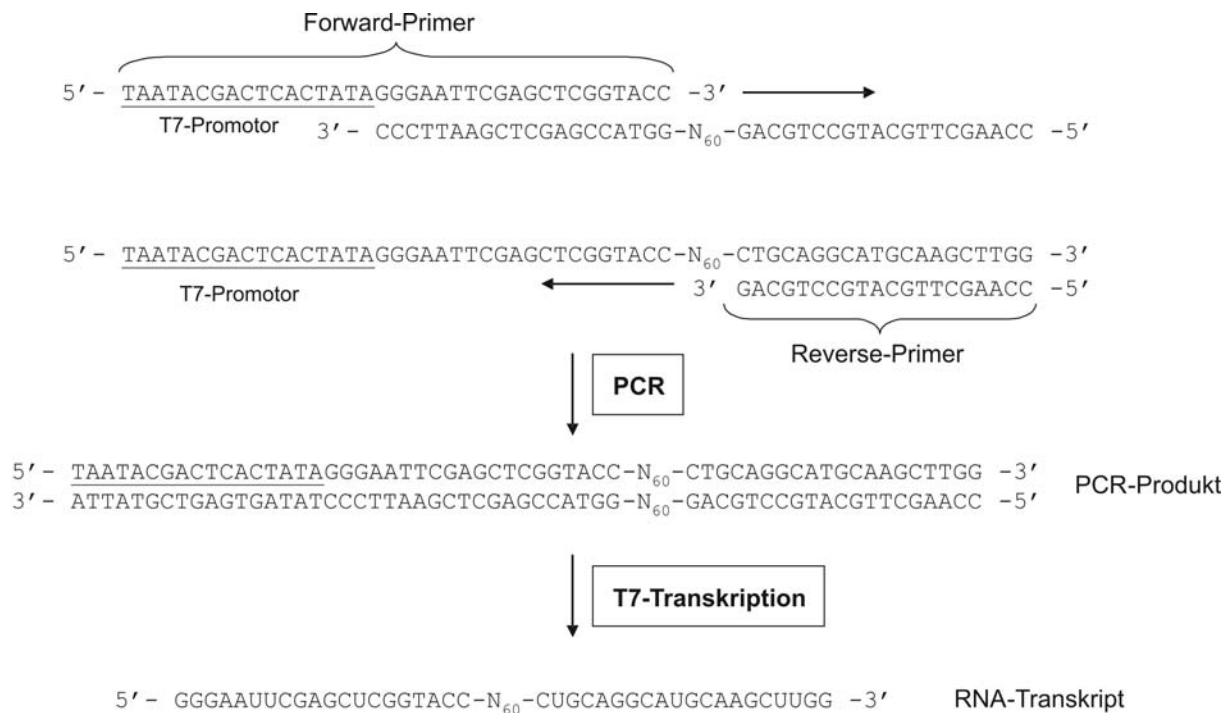 Forward-Primer
5′- TAATACGACTCACTATAGGGAATTCGAGCTCGGTACC -3′
T7-Promotor
3′- CCCTTAAGCTCGAGCCATGG-N60-GACGTCCGTACGTTCGAACC -5′
5′- TAATACGACTCACTATAGGGAATTCGAGCTCGGTACC-N60-CTGCAGGCATGCAAGCTTGG -3′
T7-Promotor
3′ GACGTCCGTACGTTCGAACC -5′
Reverse-Primer
PCR
5′- TAATACGACTCACTATAGGGAATTCGAGCTCGGTACC-N60-CTGCAGGCATGCAAGCTTGG -3′
3′- ATTATGCTGAGTGATATCCCTTAAGCTCGAGCCATGG-N60-GACGTCCGTACGTTCGAACC -5′
PCR-Produkt
T7-Transkription
5′- GGGAAUUCGAGCUCGGUACC-N60-CUGCAGGCAUGCAAGCUUGG -3′
RNA-Transkript